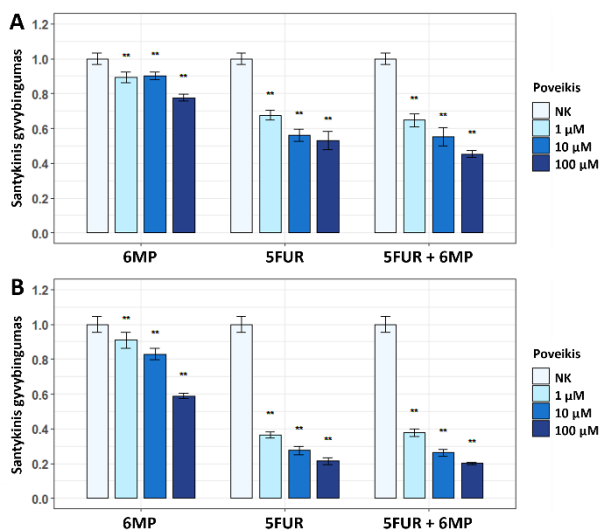 A
Santykinis gyvybingumas
1.2
1.0
0.8
0.6
0.4
0.2
0.0
** ** **
** ** **
** ** **
6MP 5FUR 5FUR + 6MP
Poveikis
NK
1 µM
10 µM
100 µM
B
Santykinis gyvybingumas
1.2
1.0
0.8
0.6
0.4
0.2
0.0
** ** **
** ** **
** ** **
6MP 5FUR 5FUR + 6MP
Poveikis
NK
1 µM
10 µM
100 µM